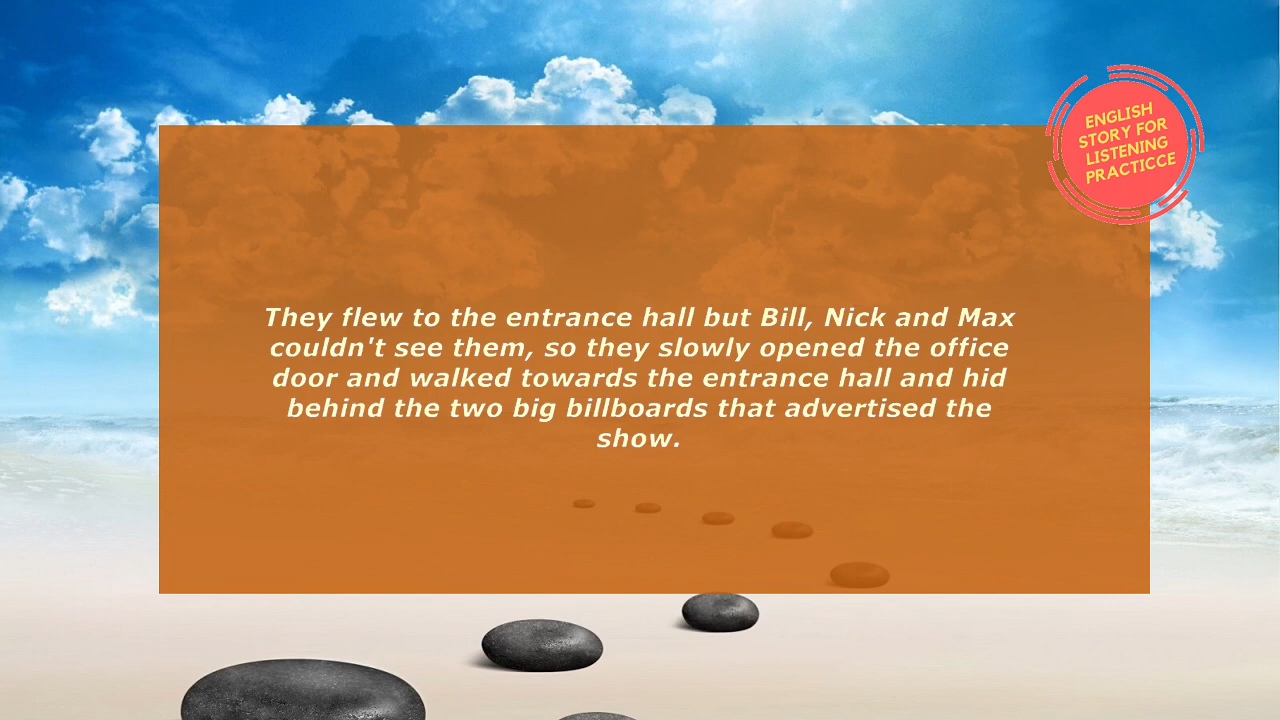 ENGLISH
STORY FOR
LISTENING
PRACTICCE
They flew to the entrance hall but Bill, Nick and Max
couldn't see them, so they slowly opened the office
door and walked towards the entrance hall and hid
behind the two big billboards that advertised the
show.